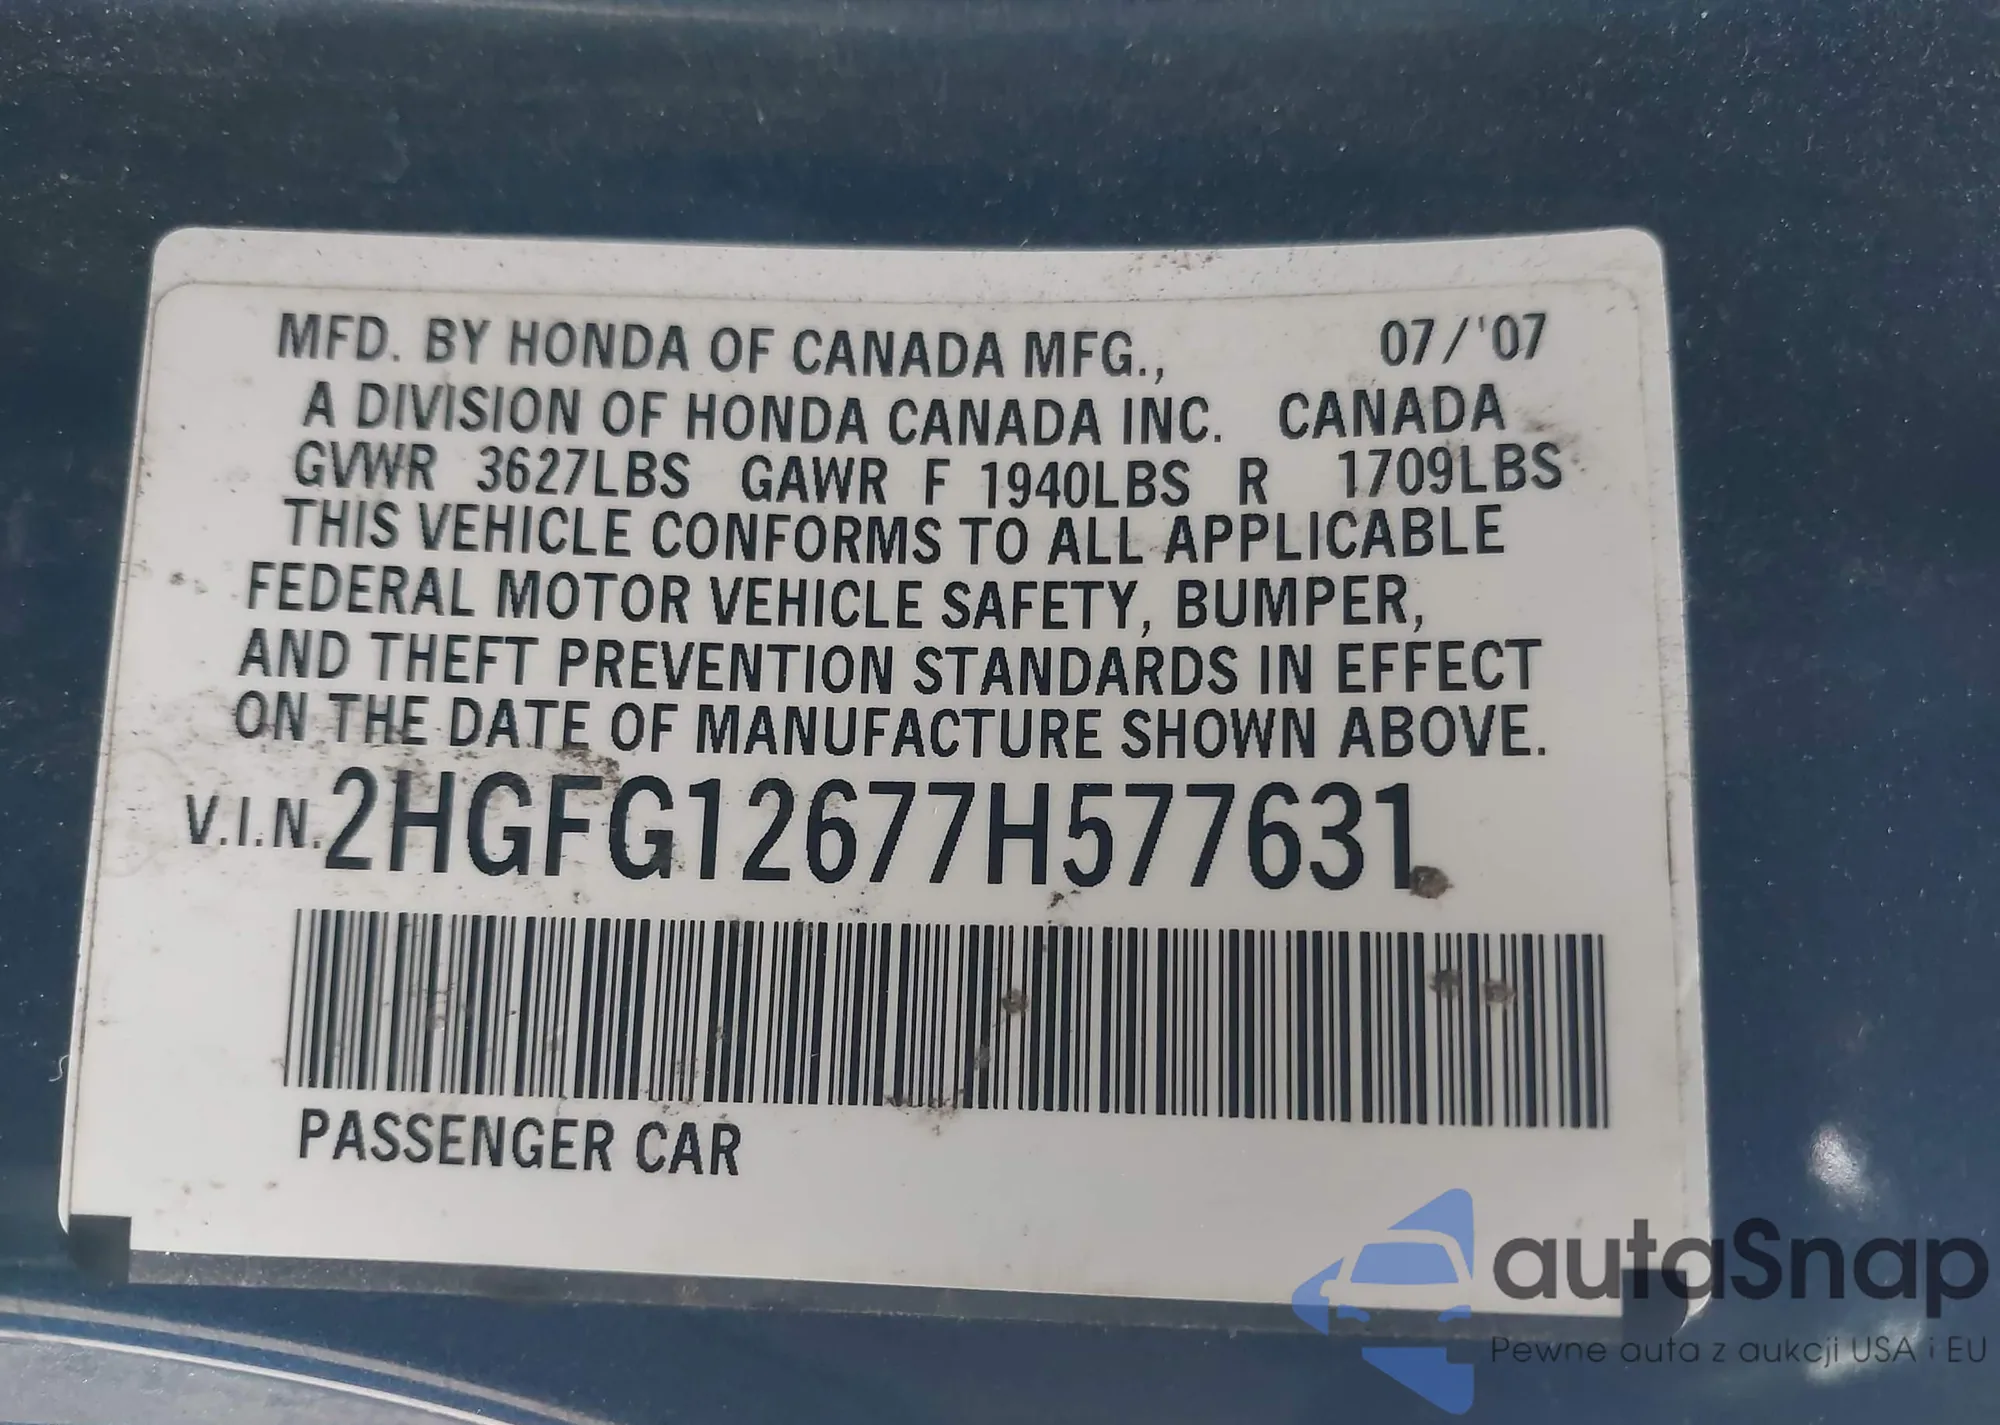 MFD. BY HONDA OF CANADA MFG., 07/'07
A DIVISION OF HONDA CANADA INC. CANADA
GVWR 3627LBS GAWR F 1940LBS R 1709LBS
THIS VEHICLE CONFORMS TO ALL APPLICABLE
FEDERAL MOTOR VEHICLE SAFETY, BUMPER,
AND THEFT PREVENTION STANDARDS IN EFFECT
ON THE DATE OF MANUFACTURE SHOWN ABOVE.
V.I.N. 2HGFG12677H577631
PASSENGER CAR
autaSnap
Pewne auta z aukcji USA i EU